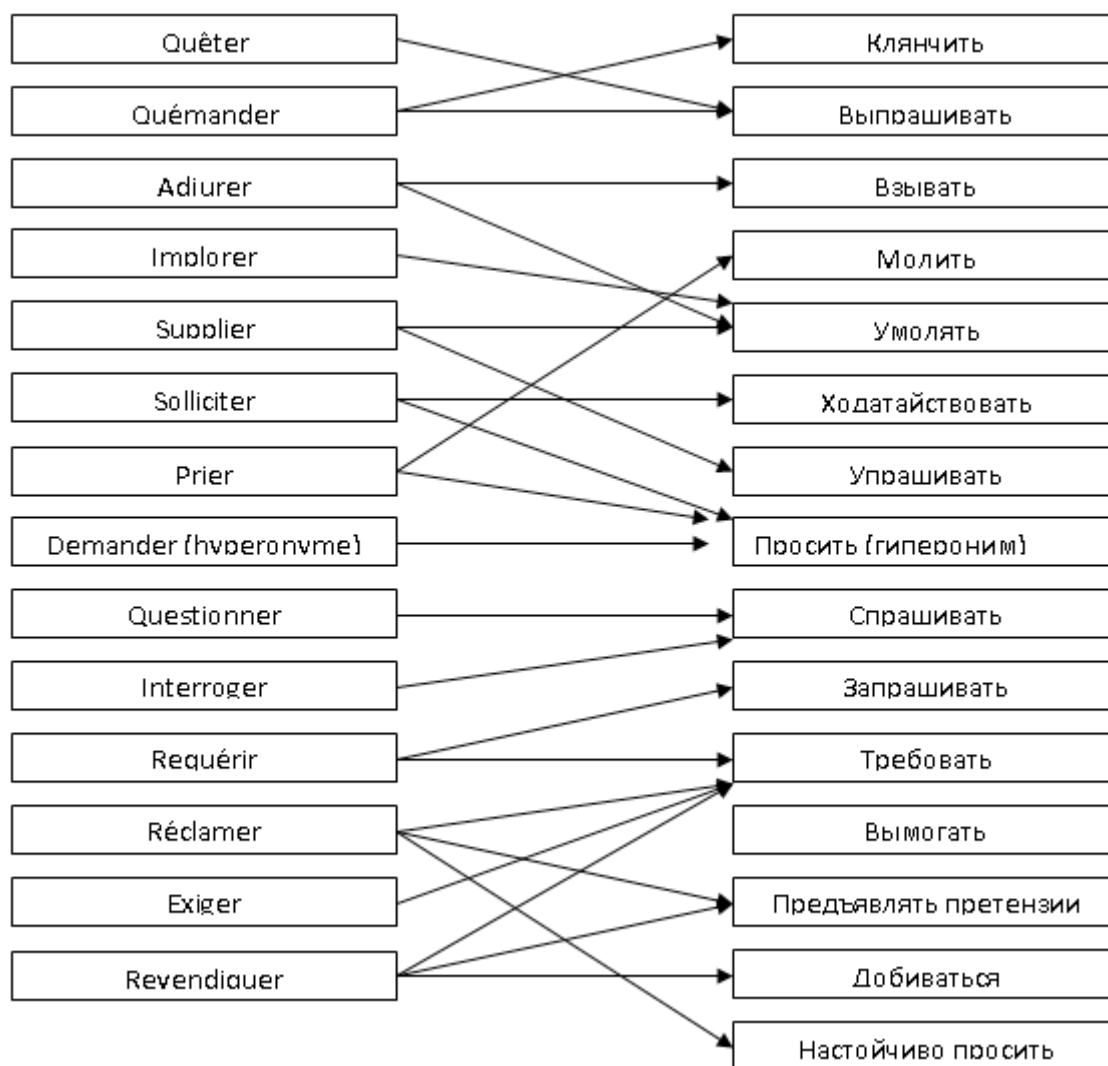 Quêter
Клянчить
Quémander
Выпрашивать
Adjurer
Взывать
Implorer
Молить
Supplier
Умолять
Solliciter
Ходатайствовать
Prier
Упрашивать
Demander (hyperonyme)
Просить (гипероним)
Questionner
Спрашивать
Interroger
Запрашивать
Requérir
Требовать
Réclamer
Вымогать
Exiger
Предъявлять претензии
Revendiquer
Добиваться
Настойчиво просить